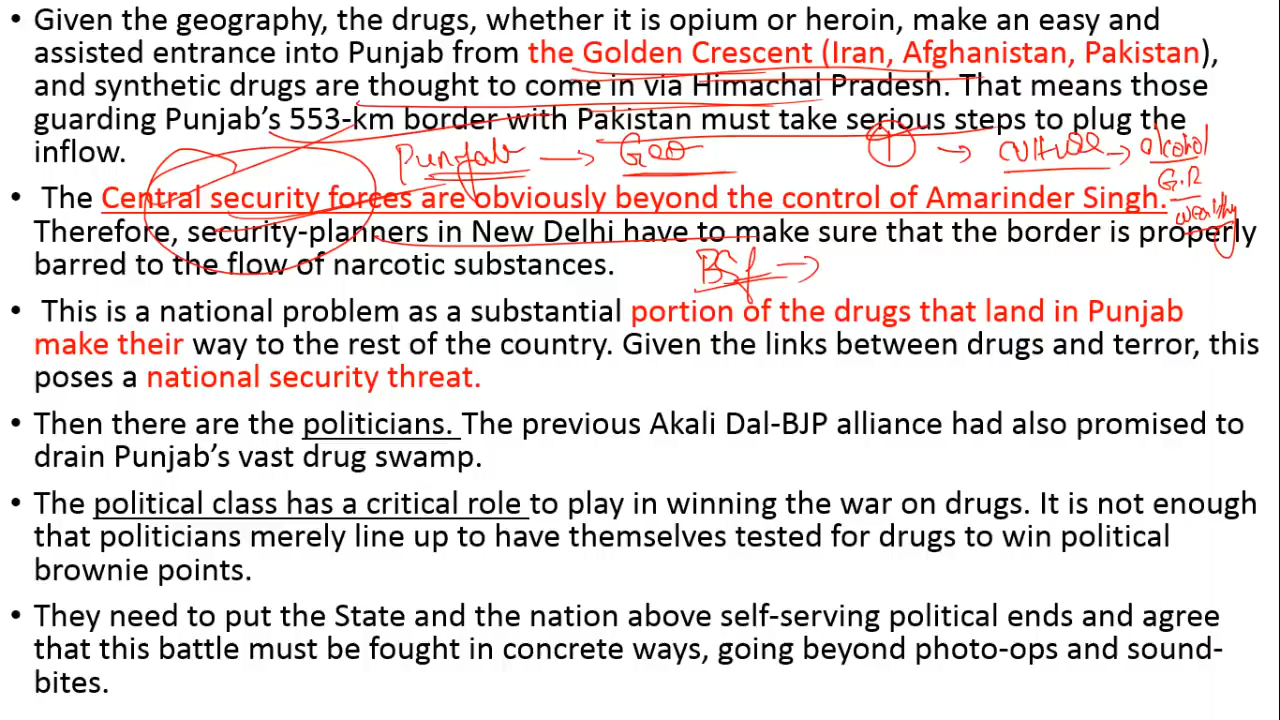 • Given the geography, the drugs, whether it is opium or heroin, make an easy and
assisted entrance into Punjab from the Golden Crescent (Iran, Afghanistan, Pakistan),
and synthetic drugs are thought to come in via Himachal Pradesh. That means those
guarding Punjab’s 553-km border with Pakistan must take serious steps to plug the
inflow.
Punjab → Geo ① → culture → alcohol
G.R
wealthy
• The Central security forces are obviously beyond the control of Amarinder Singh.
Therefore, security-planners in New Delhi have to make sure that the border is properly
barred to the flow of narcotic substances.
BSf →
• This is a national problem as a substantial portion of the drugs that land in Punjab
make their way to the rest of the country. Given the links between drugs and terror, this
poses a national security threat.
• Then there are the politicians. The previous Akali Dal-BJP alliance had also promised to
drain Punjab’s vast drug swamp.
• The political class has a critical role to play in winning the war on drugs. It is not enough
that politicians merely line up to have themselves tested for drugs to win political
brownie points.
• They need to put the State and the nation above self-serving political ends and agree
that this battle must be fought in concrete ways, going beyond photo-ops and sound-
bites.